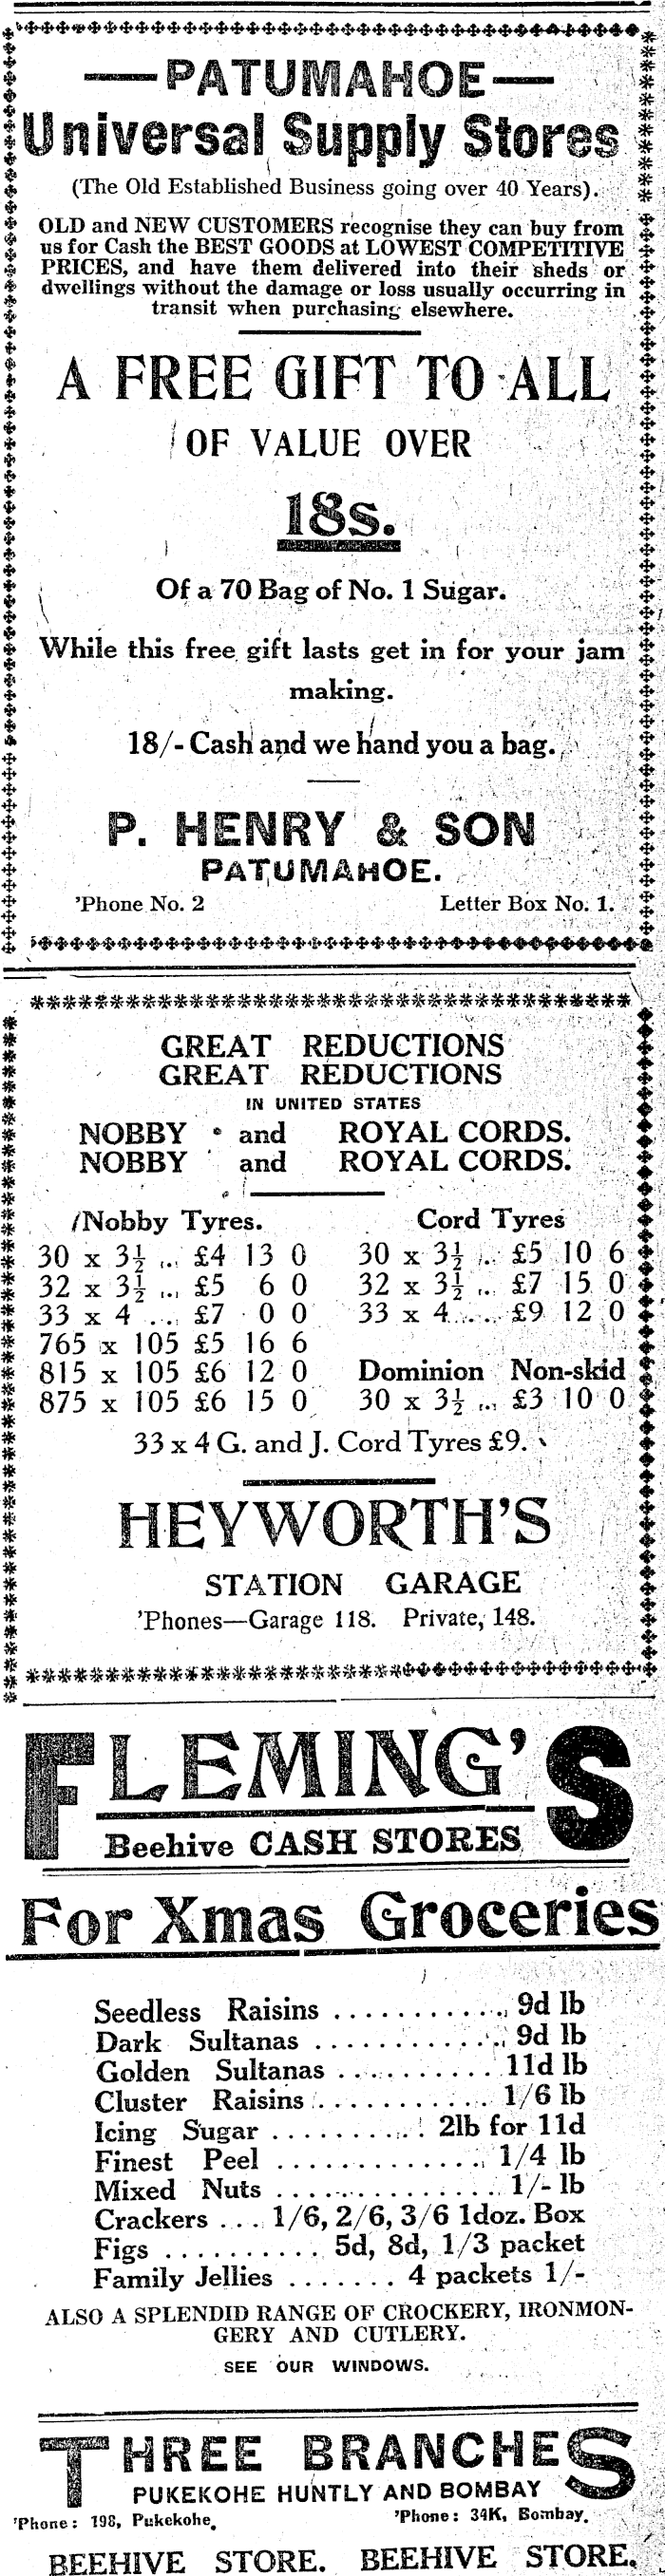 —PATUMAHOE—
Universal Supply Stores
(The Old Established Business going over 40 Years).
OLD and NEW CUSTOMERS recognise they can buy from
us for Cash the BEST GOODS at LOWEST COMPETITIVE
PRICES, and have them delivered into their sheds or
dwellings without the damage or loss usually occurring in
transit when purchasing elsewhere.
A FREE GIFT TO ALL
OF VALUE OVER
18s.
Of a 70 Bag of No. 1 Sugar.
While this free gift lasts get in for your jam
making.
18/- Cash and we hand you a bag.
P. HENRY & SON
PATUMAHOE.
'Phone No. 2 Letter Box No. 1.
GREAT REDUCTIONS
GREAT REDUCTIONS
IN UNITED STATES
NOBBY and ROYAL CORDS.
NOBBY and ROYAL CORDS.
Nobby Tyres. Cord Tyres
30 x 3½ ... £4 13 0 30 x 3½ ... £5 10 6
32 x 3½ ... £5 6 0 32 x 3½ ... £7 15 0
33 x 4 ... £7 0 0 33 x 4 ... £9 12 0
765 x 105 £5 16 6
815 x 105 £6 12 0 Dominion Non-skid
875 x 105 £6 15 0 30 x 3½ ... £3 10 0
33 x 4 G. and J. Cord Tyres £9.
HEYWORTH'S
STATION GARAGE
'Phones—Garage 118. Private, 148.
FLEMING'S
Beehive CASH STORES
For Xmas Groceries
Seedless Raisins ........... 9d lb
Dark Sultanas ............ 9d lb
Golden Sultanas .......... 11d lb
Cluster Raisins ........... 1/6 lb
Icing Sugar .......... 2lb for 11d
Finest Peel ............. 1/4 lb
Mixed Nuts .............. 1/- lb
Crackers ... 1/6, 2/6, 3/6 1doz. Box
Figs .......... 5d, 8d, 1/3 packet
Family Jellies ....... 4 packets 1/-
ALSO A SPLENDID RANGE OF CROCKERY, IRONMON-
GERY AND CUTLERY.
SEE OUR WINDOWS.
THREE BRANCHES
PUKEKOHE HUNTLY AND BOMBAY
'Phone: 198, Pukekohe. 'Phone: 34K, Bombay.
BEEHIVE STORE. BEEHIVE STORE.